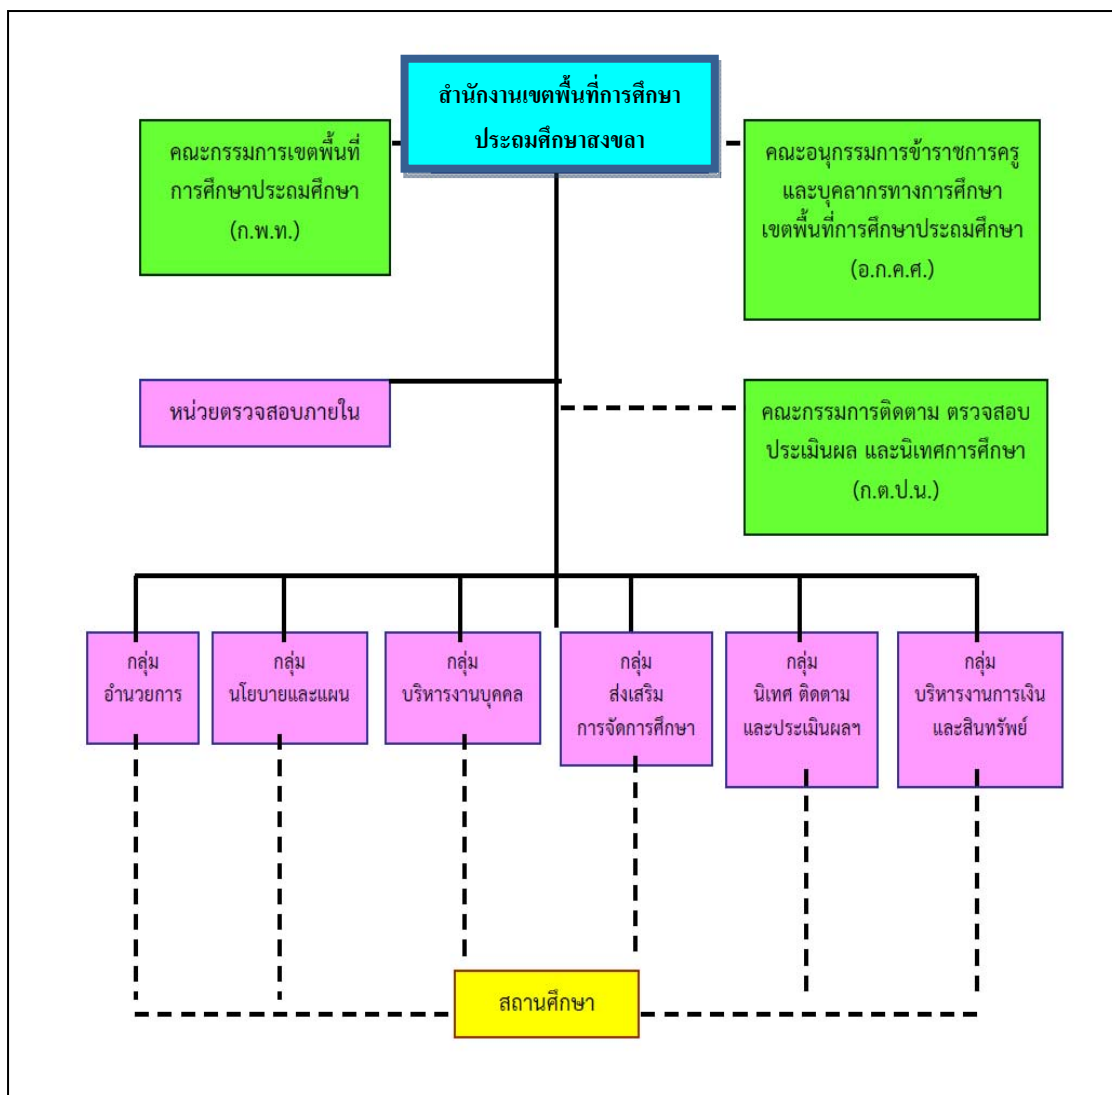 สำนักงานเขตพื้นที่การศึกษา
ประถมศึกษาสงขลา
คณะกรรมการเขตพื้นที่
การศึกษาประถมศึกษา
(ก.พ.ท.)
คณะอนุกรรมการข้าราชการครู
และบุคลากรทางการศึกษา
เขตพื้นที่การศึกษาประถมศึกษา
(อ.ก.ค.ศ.)
หน่วยตรวจสอบภายใน
คณะกรรมการติดตาม ตรวจสอบ
ประเมินผล และนิเทศการศึกษา
(ก.ต.ป.น.)
กลุ่ม
อำนวยการ
กลุ่ม
นโยบายและแผน
กลุ่ม
บริหารงานบุคคล
กลุ่ม
ส่งเสริม
การจัดการศึกษา
กลุ่ม
นิเทศ ติดตาม
และประเมินผลฯ
กลุ่ม
บริหารงานการเงิน
และสินทรัพย์
สถานศึกษา